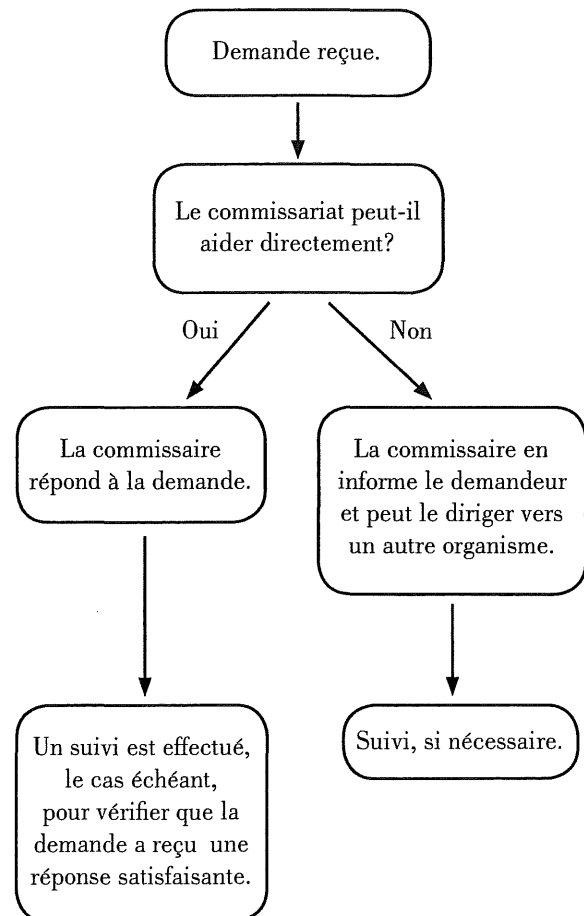 Demande reçue.
Le commissariat peut-il
aider directement?
Oui
Non
La commissaire
répond à la demande.
La commissaire en
informe le demandeur
et peut le diriger vers
un autre organisme.
Un suivi est effectué,
le cas échéant,
pour vérifier que la
demande a reçu une
réponse satisfaisante.
Suivi, si nécessaire.